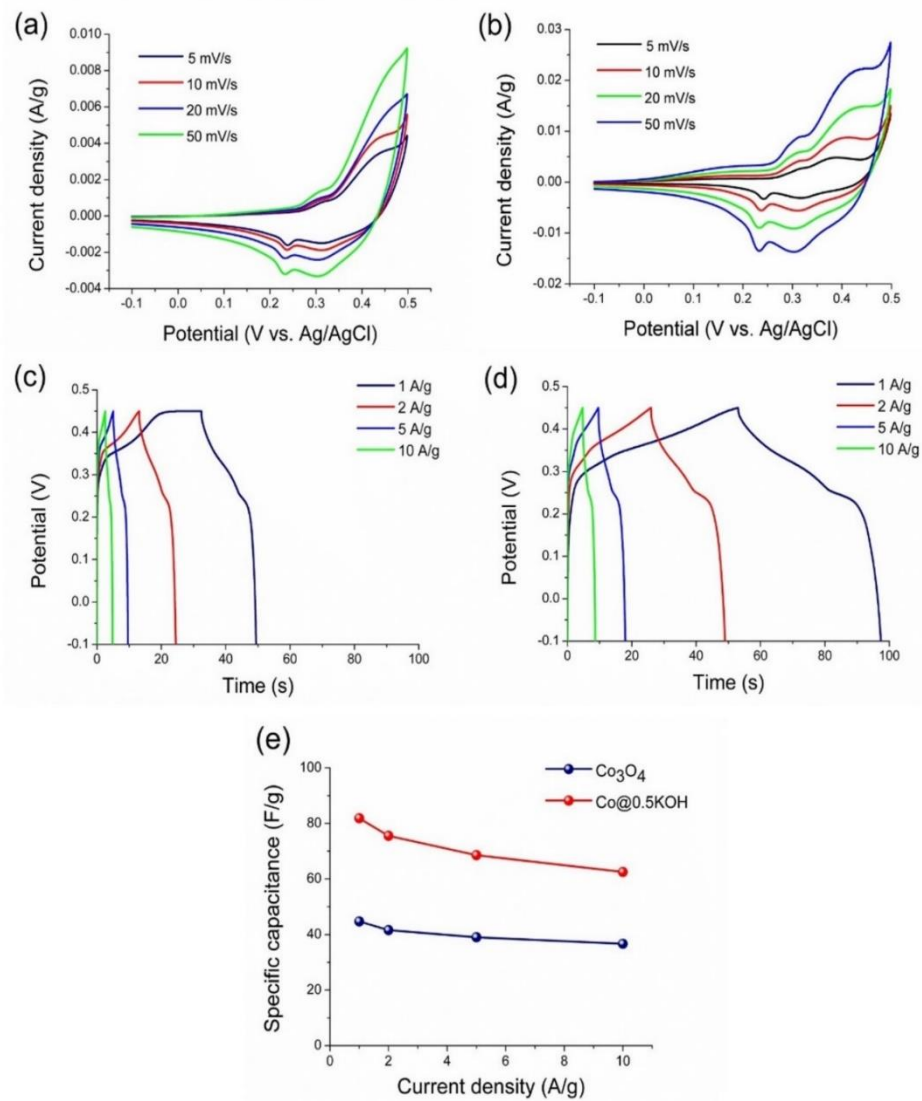 (a)
0.010
0.008
0.006
0.004
0.002
0.000
-0.002
-0.004
Current density (A/g)
5 mV/s
10 mV/s
20 mV/s
50 mV/s
-0.1 0.0 0.1 0.2 0.3 0.4 0.5
Potential (V vs. Ag/AgCl)
(b)
0.03
0.02
0.01
0.00
-0.01
-0.02
Current density (A/g)
5 mV/s
10 mV/s
20 mV/s
50 mV/s
-0.1 0.0 0.1 0.2 0.3 0.4 0.5
Potential (V vs. Ag/AgCl)
(c)
0.5
0.4
0.3
0.2
0.1
0.0
-0.1
Potential (V)
1 A/g
2 A/g
5 A/g
10 A/g
0 20 40 60 80 100
Time (s)
(d)
0.5
0.4
0.3
0.2
0.1
0.0
-0.1
Potential (V)
1 A/g
2 A/g
5 A/g
10 A/g
0 20 40 60 80 100
Time (s)
(e)
100
80
60
40
20
0
Specific capacitance (F/g)
Co₃O₄
Co@0.5KOH
0 2 4 6 8 10
Current density (A/g)